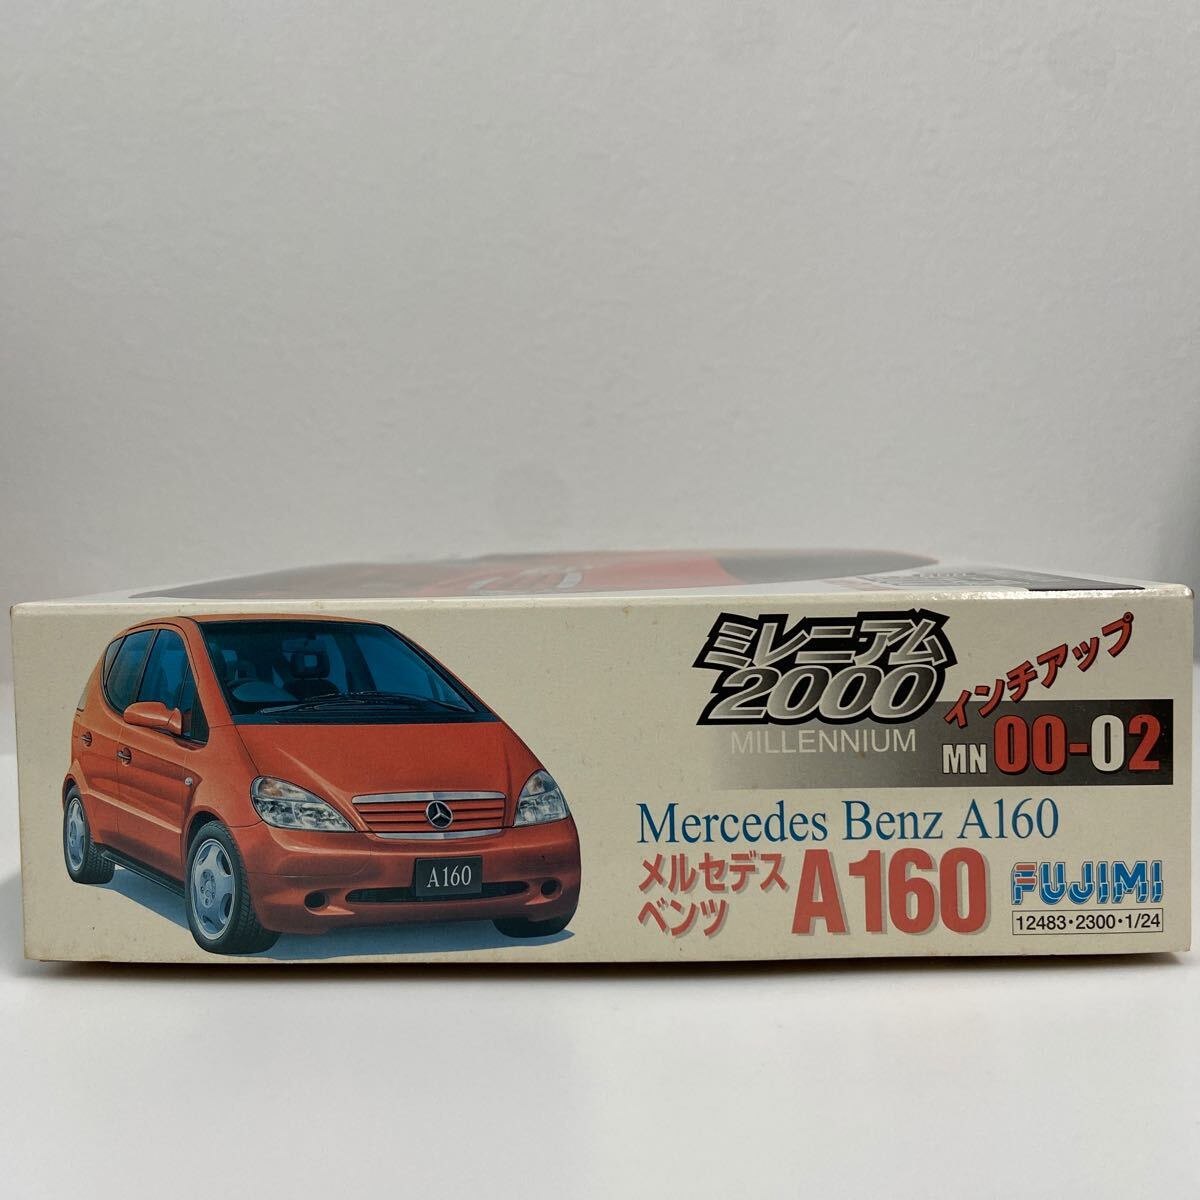 ミレニアム
2000
MILLENNIUM
インチアップ
MN 00-02
Mercedes Benz A160
メルセデス
ベンツ
A160
FUJIMI
12483・2300・1/24
A160